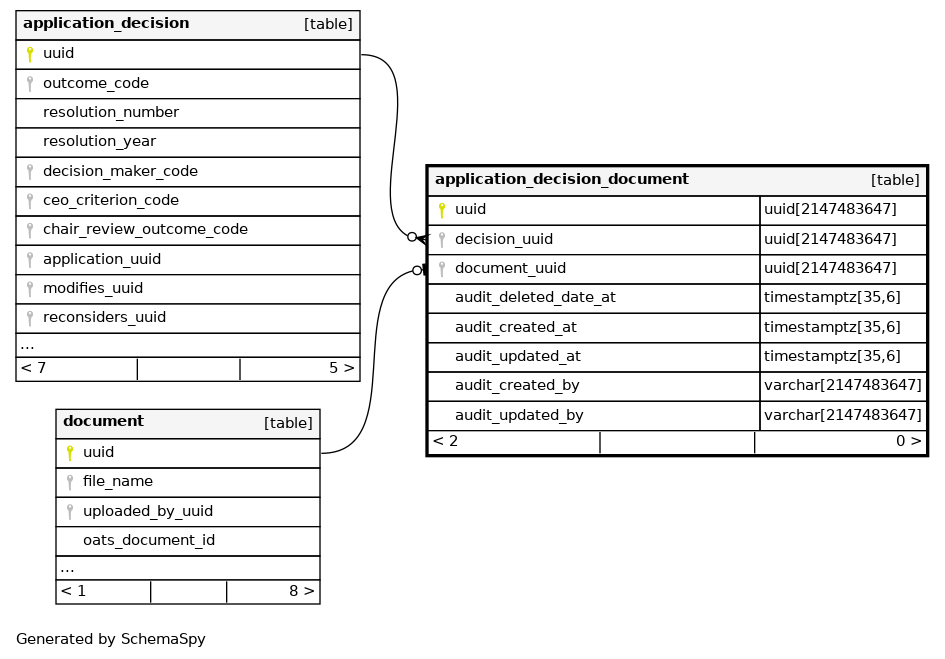 application_decision [table]
uuid
outcome_code
resolution_number
resolution_year
decision_maker_code
ceo_criterion_code
chair_review_outcome_code
application_uuid
modifies_uuid
reconsiders_uuid
...
< 7 5 >
application_decision_document [table]
uuid uuid[2147483647]
decision_uuid uuid[2147483647]
document_uuid uuid[2147483647]
audit_deleted_date_at timestamptz[35,6]
audit_created_at timestamptz[35,6]
audit_updated_at timestamptz[35,6]
audit_created_by varchar[2147483647]
audit_updated_by varchar[2147483647]
< 2 0 >
document [table]
uuid
file_name
uploaded_by_uuid
oats_document_id
...
< 1 8 >
Generated by SchemaSpy